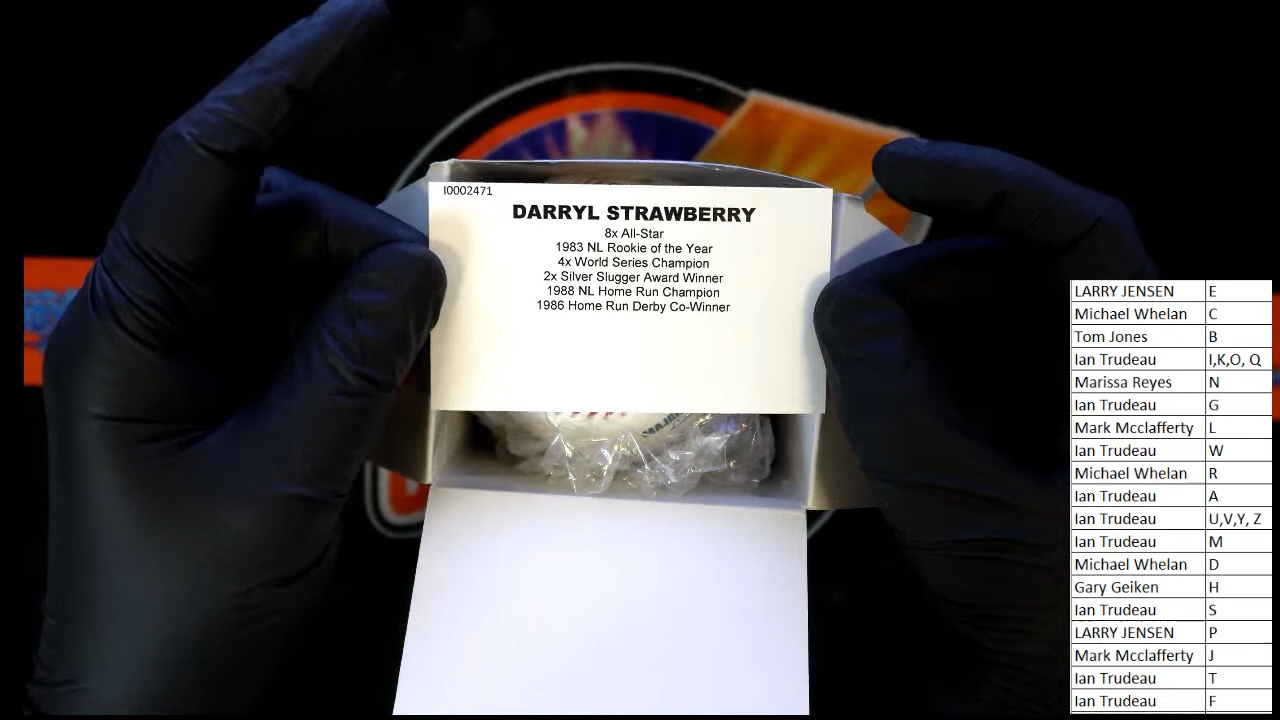 I0002471
DARRYL STRAWBERRY
8x All-Star
1983 NL Rookie of the Year
4x World Series Champion
2x Silver Slugger Award Winner
1988 NL Home Run Champion
1986 Home Run Derby Co-Winner
LARRY JENSEN E
Michael Whelan C
Tom Jones B
Ian Trudeau I,K,O, Q
Marissa Reyes N
Ian Trudeau G
Mark Mcclafferty L
Ian Trudeau W
Michael Whelan R
Ian Trudeau A
Ian Trudeau U,V,Y, Z
Ian Trudeau M
Michael Whelan D
Gary Geiken H
Ian Trudeau S
LARRY JENSEN P
Mark Mcclafferty J
Ian Trudeau T
Ian Trudeau F